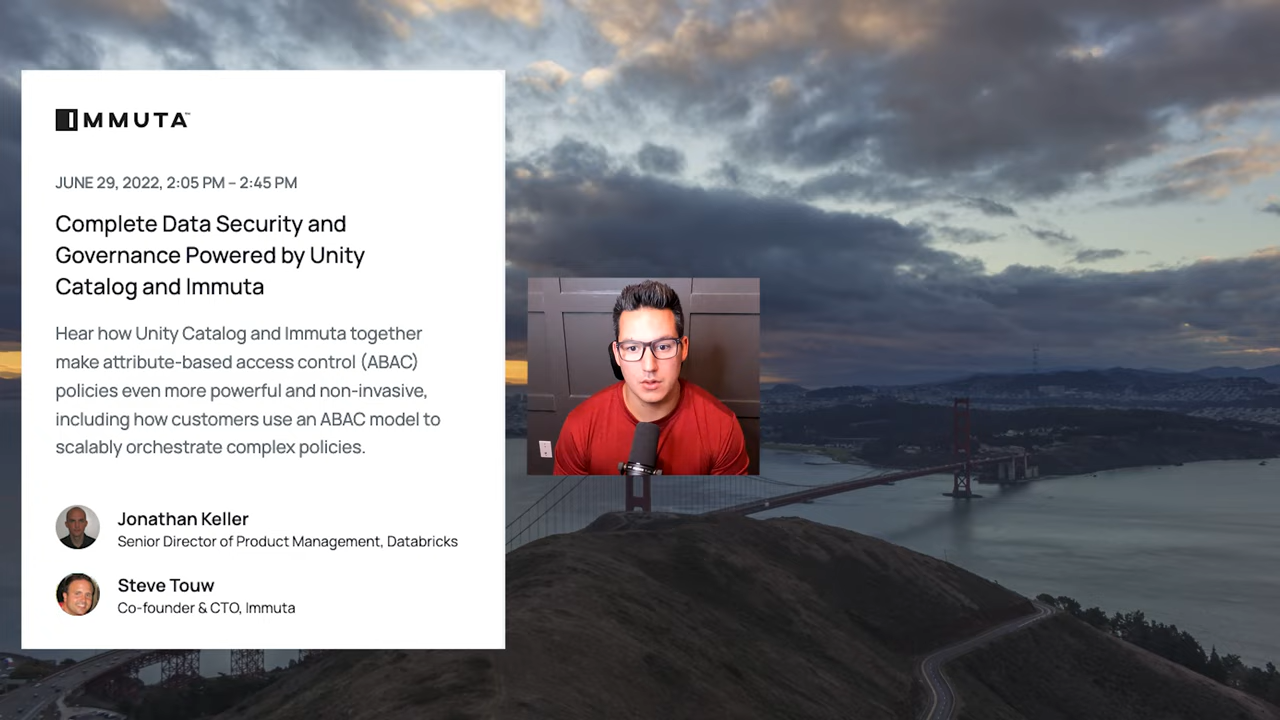 IMMUTA™
JUNE 29, 2022, 2:05 PM – 2:45 PM
Complete Data Security and
Governance Powered by Unity
Catalog and Immuta
Hear how Unity Catalog and Immuta together
make attribute-based access control (ABAC)
policies even more powerful and non-invasive,
including how customers use an ABAC model to
scalably orchestrate complex policies.
Jonathan Keller
Senior Director of Product Management, Databricks
Steve Touw
Co-founder & CTO, Immuta